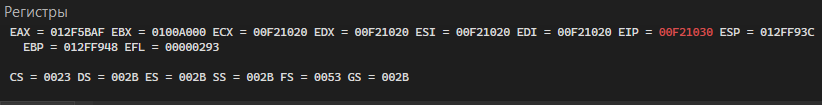 Регистры
EAX = 012F5BAF EBX = 0100A000 ECX = 00F21020 EDX = 00F21020 ESI = 00F21020 EDI = 00F21020 EIP = 00F21030 ESP = 012FF93C
EBP = 012FF948 EFL = 00000293
CS = 0023 DS = 002B ES = 002B SS = 002B FS = 0053 GS = 002B